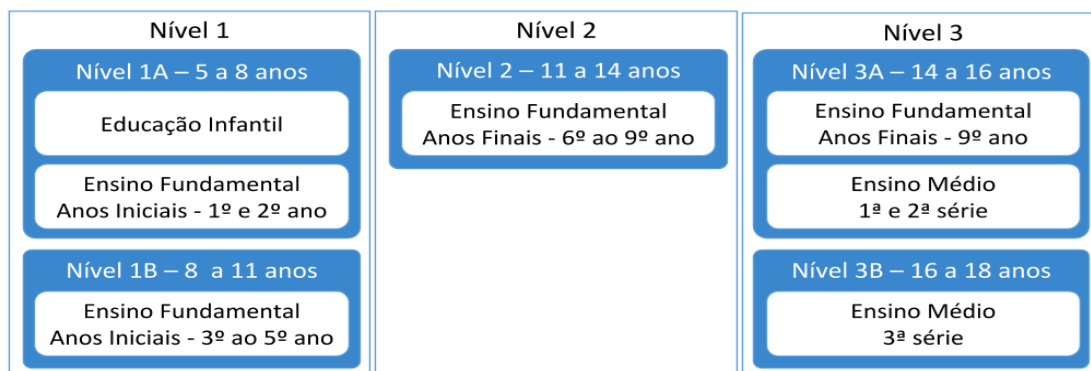 Nível 1
Nível 1A – 5 a 8 anos
Educação Infantil
Ensino Fundamental
Anos Iniciais - 1º e 2º ano
Nível 1B – 8 a 11 anos
Ensino Fundamental
Anos Iniciais - 3º ao 5º ano
Nível 2
Nível 2 – 11 a 14 anos
Ensino Fundamental
Anos Finais - 6º ao 9º ano
Nível 3
Nível 3A – 14 a 16 anos
Ensino Fundamental
Anos Finais - 9º ano
Ensino Médio
1ª e 2ª série
Nível 3B – 16 a 18 anos
Ensino Médio
3ª série